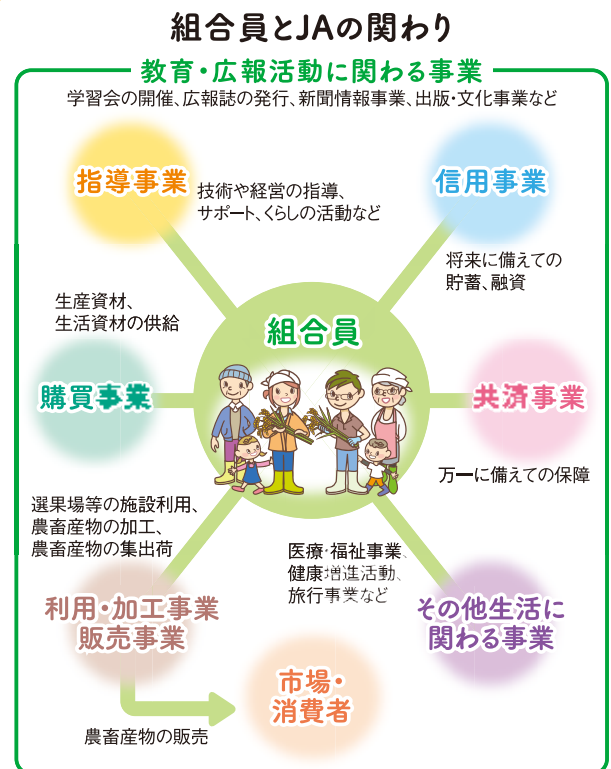 組合員とJAの関わり
教育・広報活動に関わる事業
学習会の開催、広報誌の発行、新聞情報事業、出版・文化事業など
指導事業
技術や経営の指導、
サポート、くらしの活動など
信用事業
将来に備えての
貯蓄、融資
生産資材、
生活資材の供給
組合員
購買事業
共済事業
万一に備えての保障
選果場等の施設利用、
農畜産物の加工、
農畜産物の集出荷
医療・福祉事業、
健康増進活動、
旅行事業など
利用・加工事業
販売事業
その他生活に
関わる事業
市場・
消費者
農畜産物の販売